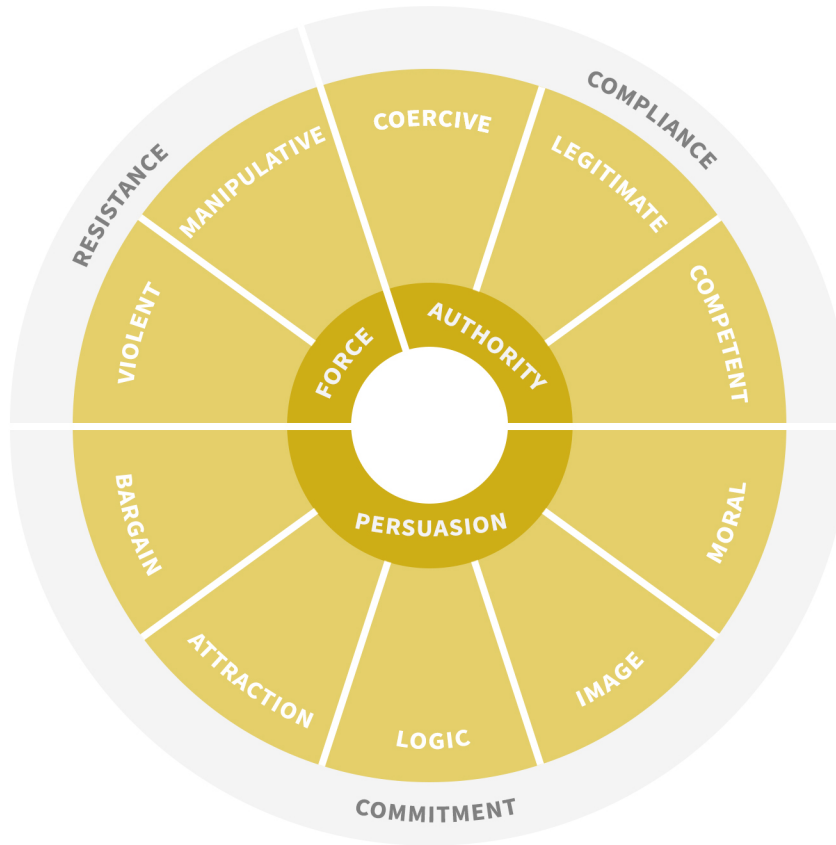 RESISTANCE
COMPLIANCE
COMMITMENT
MANIPULATIVE
COERCIVE
LEGITIMATE
COMPETENT
MORAL
IMAGE
LOGIC
ATTRACTION
BARGAIN
VIOLENT
FORCE
AUTHORITY
PERSUASION